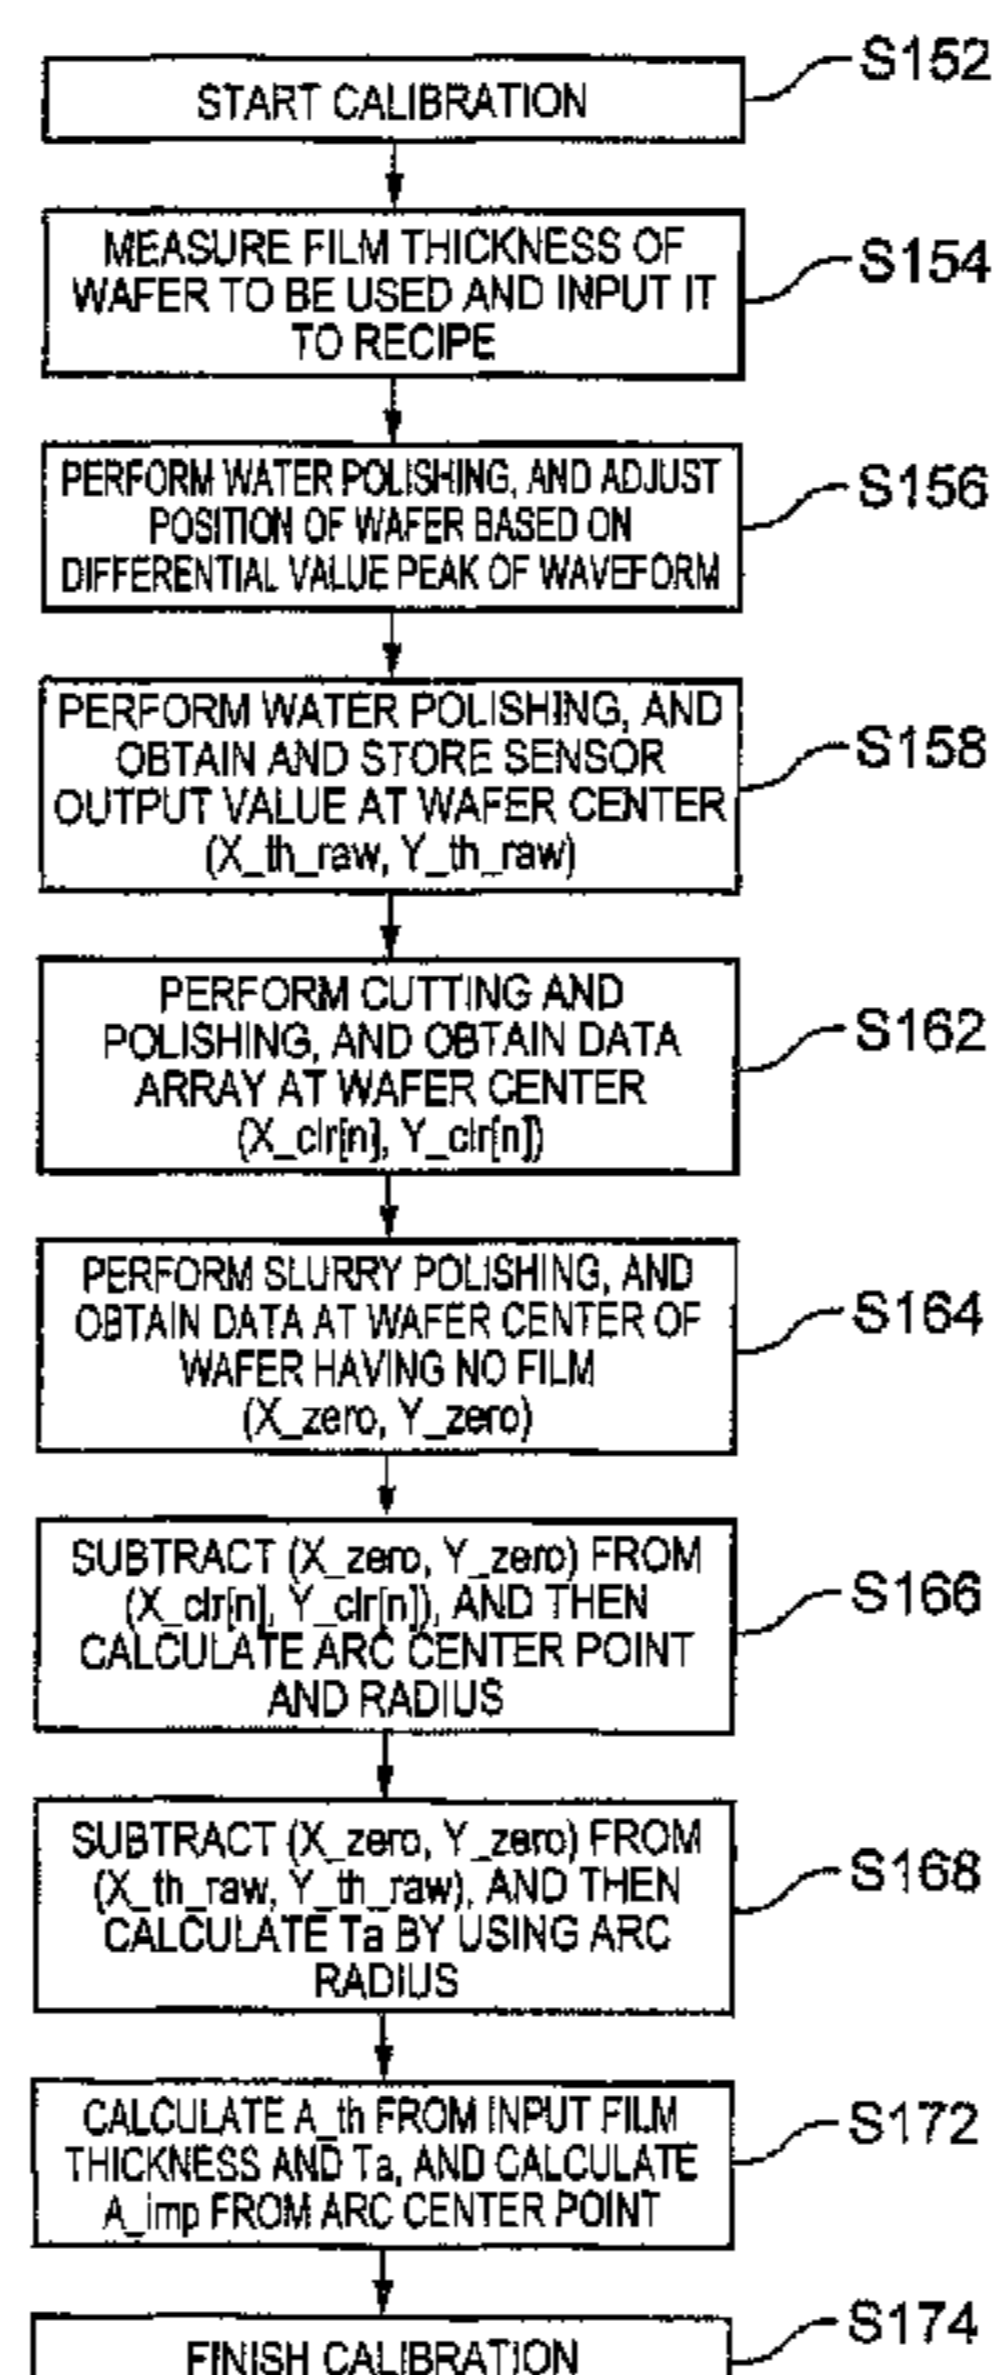 S152
START CALIBRATION
S154
MEASURE FILM THICKNESS OF
WAFER TO BE USED AND INPUT IT
TO RECIPE
S156
PERFORM WATER POLISHING, AND ADJUST
POSITION OF WAFER BASED ON
DIFFERENTIAL VALUE PEAK OF WAVEFORM
S158
PERFORM WATER POLISHING, AND
OBTAIN AND STORE SENSOR
OUTPUT VALUE AT WAFER CENTER
(X_th_raw, Y_th_raw)
S162
PERFORM CUTTING AND
POLISHING, AND OBTAIN DATA
ARRAY AT WAFER CENTER
(X_clr[n], Y_clr[n])
S164
PERFORM SLURRY POLISHING, AND
OBTAIN DATA AT WAFER CENTER OF
WAFER HAVING NO FILM
(X_zero, Y_zero)
S166
SUBTRACT (X_zero, Y_zero) FROM
(X_clr[n], Y_clr[n]), AND THEN
CALCULATE ARC CENTER POINT
AND RADIUS
S168
SUBTRACT (X_zero, Y_zero) FROM
(X_th_raw, Y_th_raw), AND THEN
CALCULATE Ta BY USING ARC
RADIUS
S172
CALCULATE A_th FROM INPUT FILM
THICKNESS AND Ta, AND CALCULATE
A_imp FROM ARC CENTER POINT
S174
FINISH CALIBRATION